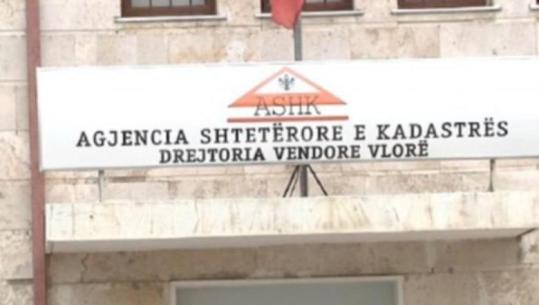 ASHK
AGJENCIA SHTETËRORE E KADASTRËS
DREJTORIA VENDORE VLORË